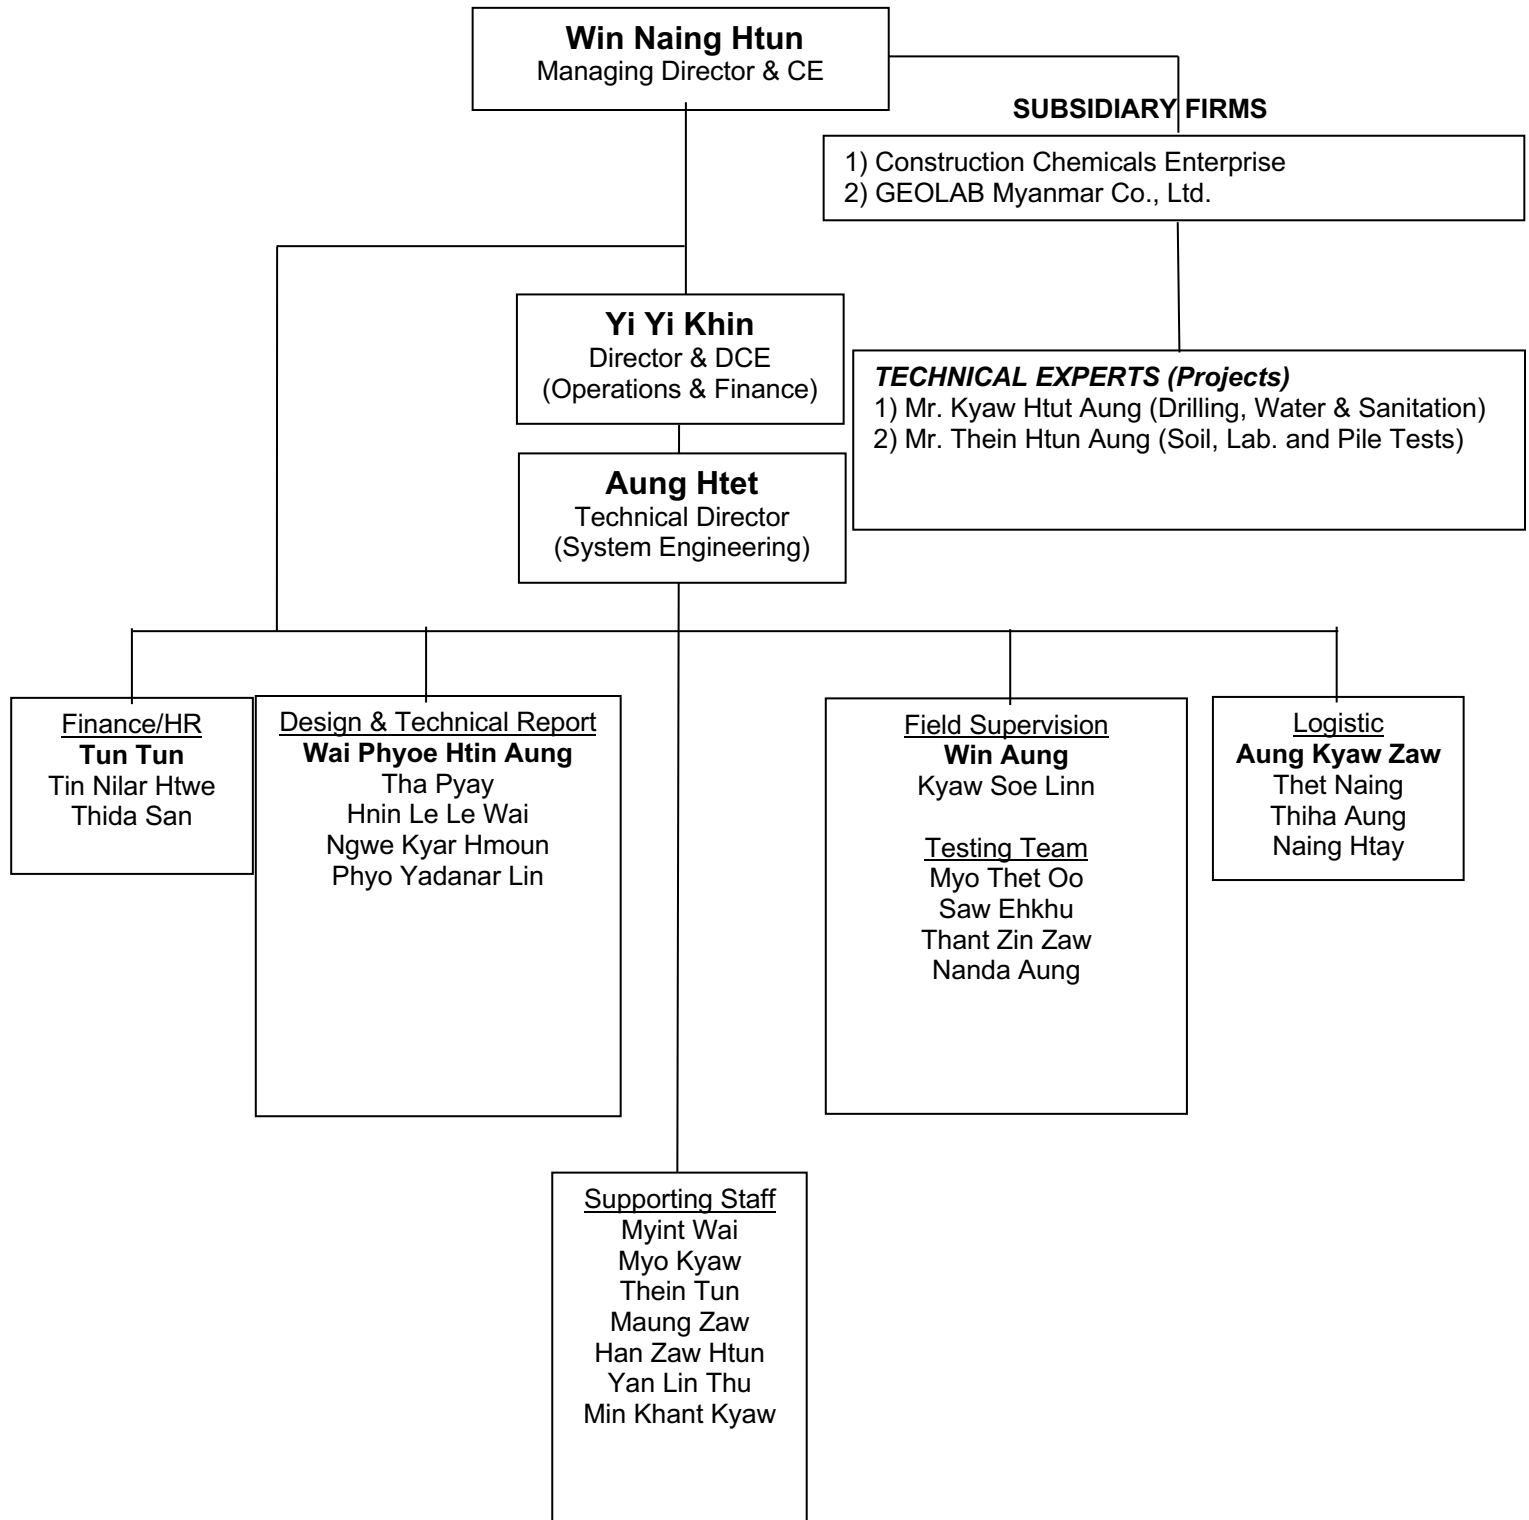 Win Naing Htun
Managing Director & CE
SUBSIDIARY FIRMS
1) Construction Chemicals Enterprise
2) GEOLAB Myanmar Co., Ltd.
Yi Yi Khin
Director & DCE
(Operations & Finance)
TECHNICAL EXPERTS (Projects)
1) Mr. Kyaw Htut Aung (Drilling, Water & Sanitation)
2) Mr. Thein Htun Aung (Soil, Lab. and Pile Tests)
Aung Htet
Technical Director
(System Engineering)
Finance/HR
Tun Tun
Tin Nilar Htwe
Thida San
Design & Technical Report
Wai Phyoe Htin Aung
Tha Pyay
Hnin Le Le Wai
Ngwe Kyar Hmoun
Phyo Yadanar Lin
Field Supervision
Win Aung
Kyaw Soe Linn
Testing Team
Myo Thet Oo
Saw Ehkhu
Thant Zin Zaw
Nanda Aung
Logistic
Aung Kyaw Zaw
Thet Naing
Thiha Aung
Naing Htay
Supporting Staff
Myint Wai
Myo Kyaw
Thein Tun
Maung Zaw
Han Zaw Htun
Yan Lin Thu
Min Khant Kyaw